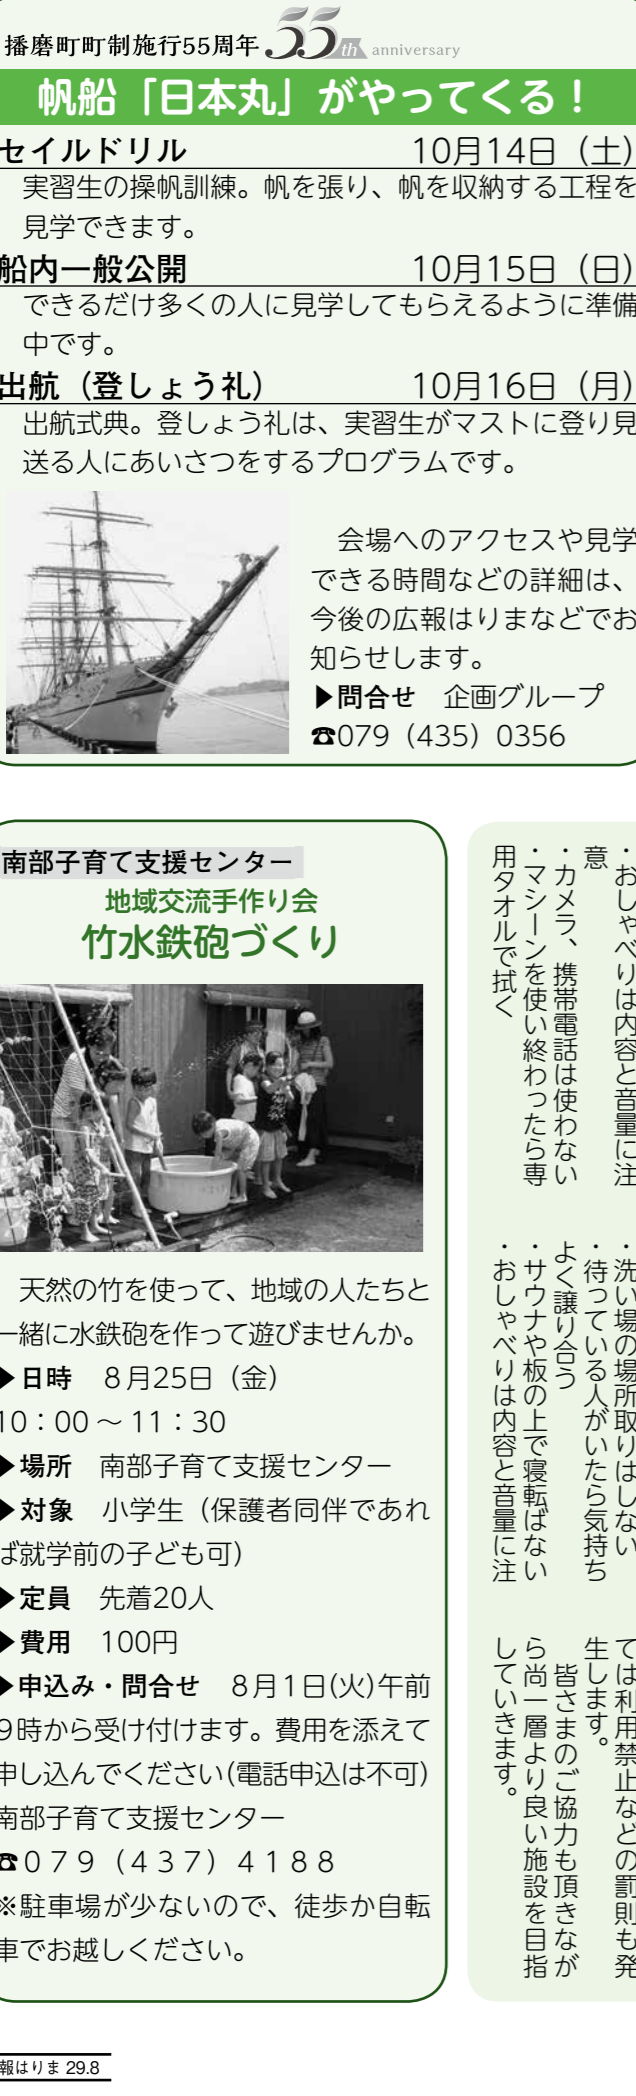 播磨町町制施行55周年 55th anniversary
帆船「日本丸」がやってくる！
セイルドリル 10月14日（土）
実習生の操帆訓練。帆を張り、帆を収納する工程を
見学できます。
船内一般公開 10月15日（日）
できるだけ多くの人に見学してもらえるように準備
中です。
出航（登しょう礼） 10月16日（月）
出航式典。登しょう礼は、実習生がマストに登り見
送る人にあいさつをするプログラムです。
会場へのアクセスや見学
できる時間などの詳細は、
今後の広報はりまなどでお
知らせします。
▶問合せ　企画グループ
☎079（435）0356
・おしゃべりは内容と音量に注
意
・カメラ、携帯電話は使わない
・マシーンを使い終わったら専
用タオルで拭く
・洗い場の場所取りはしない
・待っている人がいたら気持ち
よく譲り合う
・サウナや板の上で寝転ばない
・おしゃべりは内容と音量に注
ては利用禁止などの罰則も発
生します。
皆さまのご協力も頂きなが
ら尚一層より良い施設を目指
していきます。
南部子育て支援センター
地域交流手作り会
竹水鉄砲づくり
天然の竹を使って、地域の人たちと
一緒に水鉄砲を作って遊びませんか。
▶日時　８月25日（金）
10：00～11：30
▶場所　南部子育て支援センター
▶対象　小学生（保護者同伴であれ
ば就学前の子ども可）
▶定員　先着20人
▶費用　100円
▶申込み・問合せ　８月１日(火)午前
９時から受け付けます。費用を添えて
申し込んでください(電話申込は不可)
南部子育て支援センター
☎０７９（４３７）４１８８
※駐車場が少ないので、徒歩か自転
車でお越しください。
報はりま 29.8